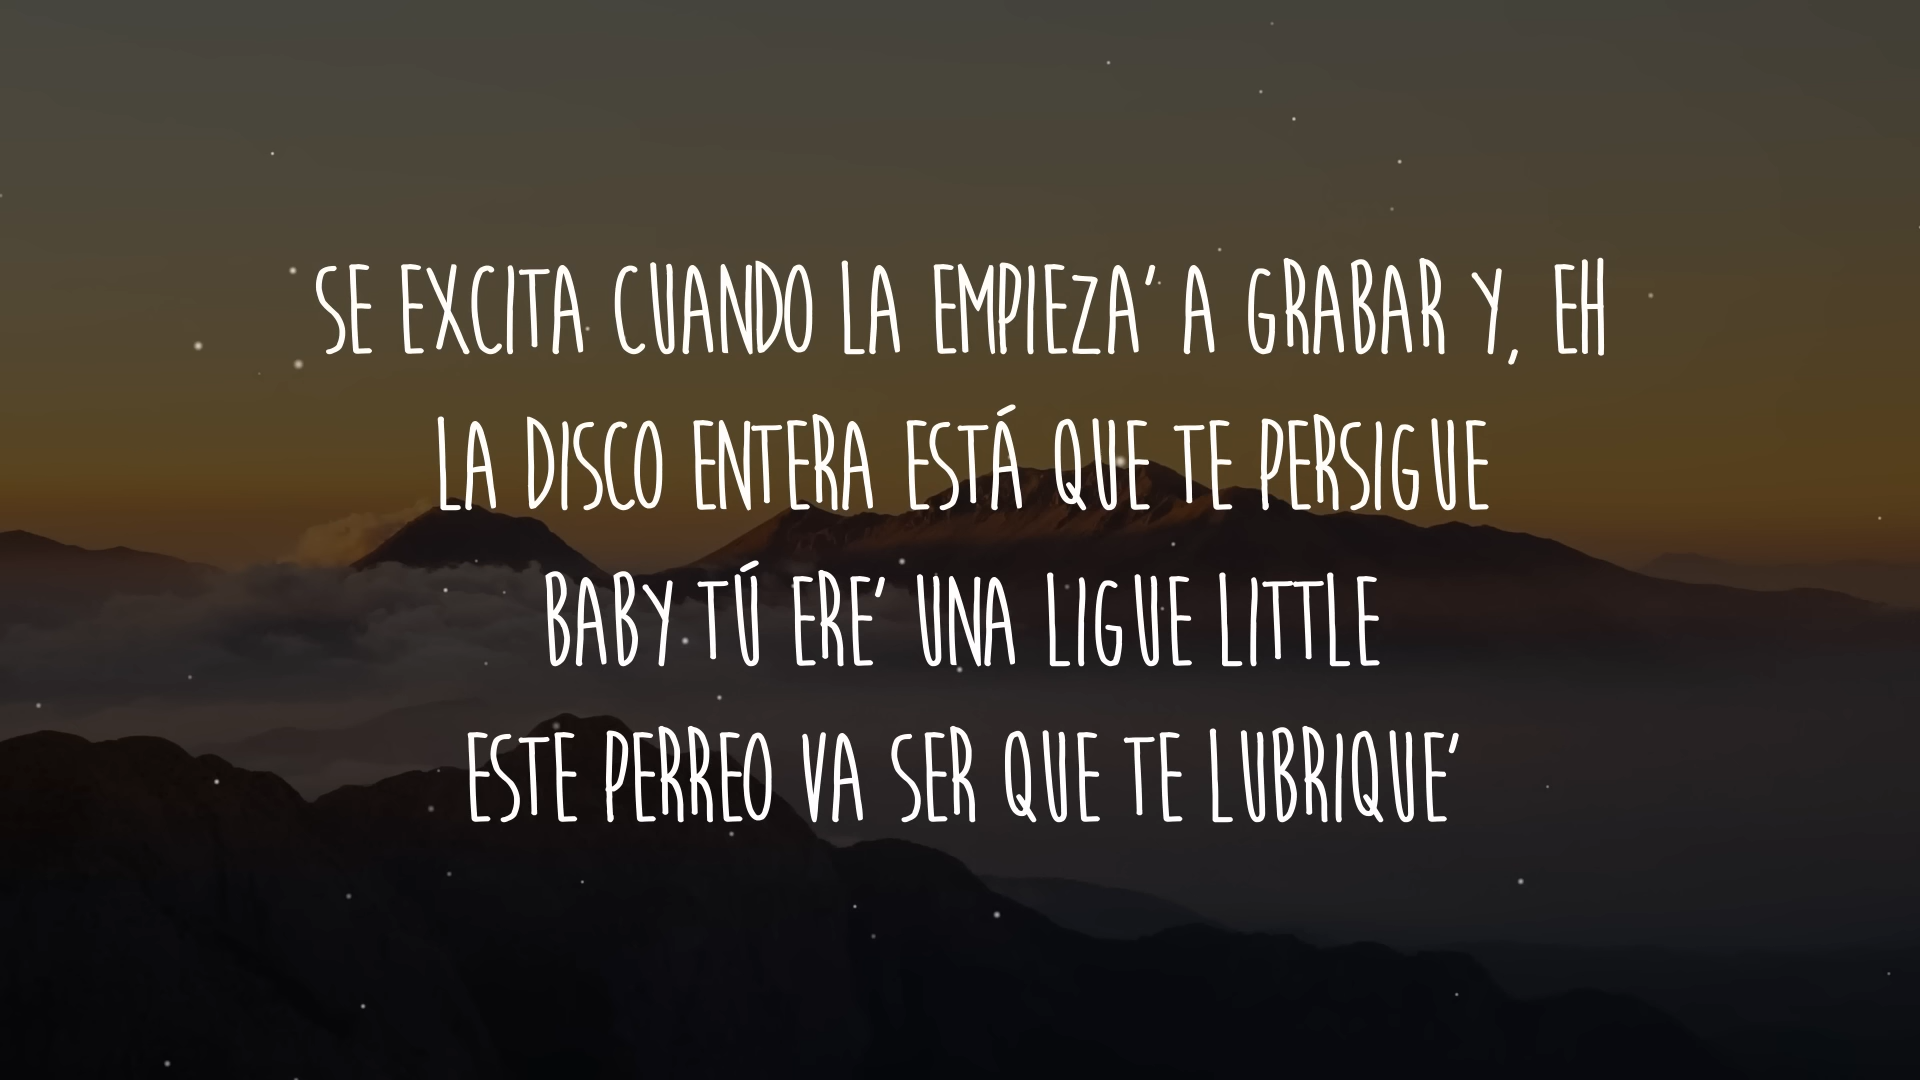 SE EXCITA CUANDO LA EMPIEZA' A GRABAR Y, EH
LA DISCO ENTERA ESTÁ QUE TE PERSIGUE
BABY TÚ ERE' UNA LIGUE LITTLE
ESTE PERREO VA SER QUE TE LUBRIQUE'